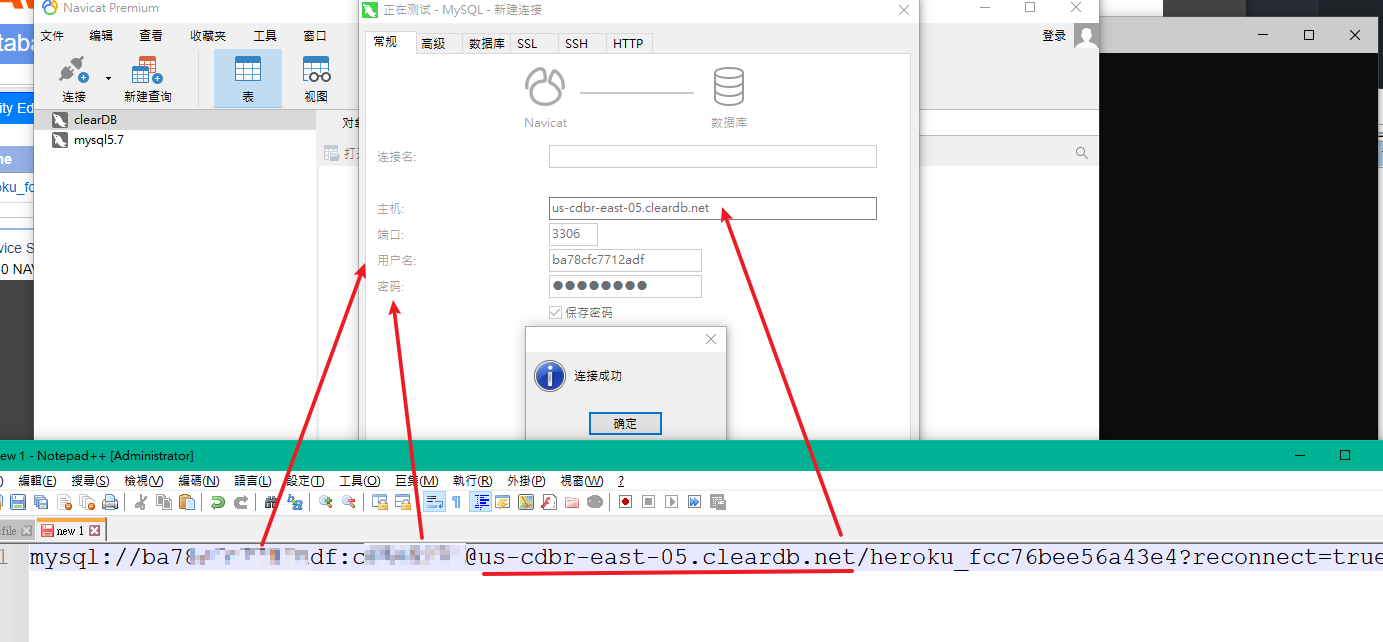 Navicat Premium
正在测试 - MySQL - 新建连接
文件 编辑 查看 收藏夹 工具 窗口
登录
连接 新建查询 表 视图
常规 高级 数据库 SSL SSH HTTP
clearDB
mysql5.7
Navicat 数据库
连接名:
主机: us-cdbr-east-05.cleardb.net
端口: 3306
用户名: ba78cfc7712adf
密码: ●●●●●●●●
保存密码
连接成功
确定
new 1 - Notepad++ [Administrator]
編輯(E) 搜尋(S) 檢視(V) 編碼(N) 語言(L) 設定(T) 工具(O) 巨集(M) 執行(R) 外掛(P) 視窗(W) ?
new 1
1 mysql://ba78 df:c @us-cdbr-east-05.cleardb.net/heroku_fcc76bee56a43e4?reconnect=true